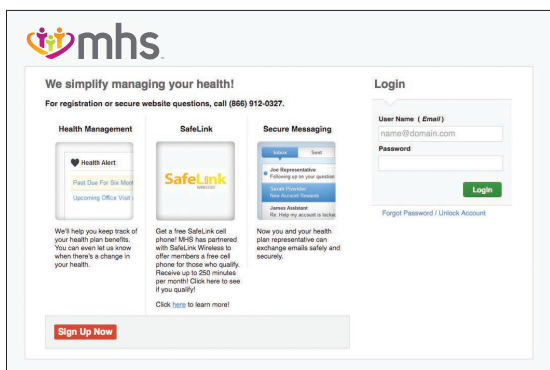 mhs
We simplify managing your health!
For registration or secure website questions, call (866) 912-0327.
Health Management
Health Alert
Past Due For Six Mont
Upcoming Office Visit
We'll help you keep track of
your health plan benefits.
You can even let us know
when there's a change in
your health.
SafeLink
SafeLink
WIRELESS
Get a free SafeLink cell
phone! MHS has partnered
with SafeLink Wireless to
offer members a free cell
phone for those who qualify.
Receive up to 250 minutes
per month! Click here to see
if you qualify!
Click here to learn more!
Secure Messaging
Inbox Sent
Joe Representative
Following up on your question
Sarah Provider
New Account Rewards
James Assistant
Re: Help my account is locked
Now you and your health
plan representative can
exchange emails safely and
securely.
Sign Up Now
Login
User Name ( Email )
name@domain.com
Password
Login
Forgot Password / Unlock Account